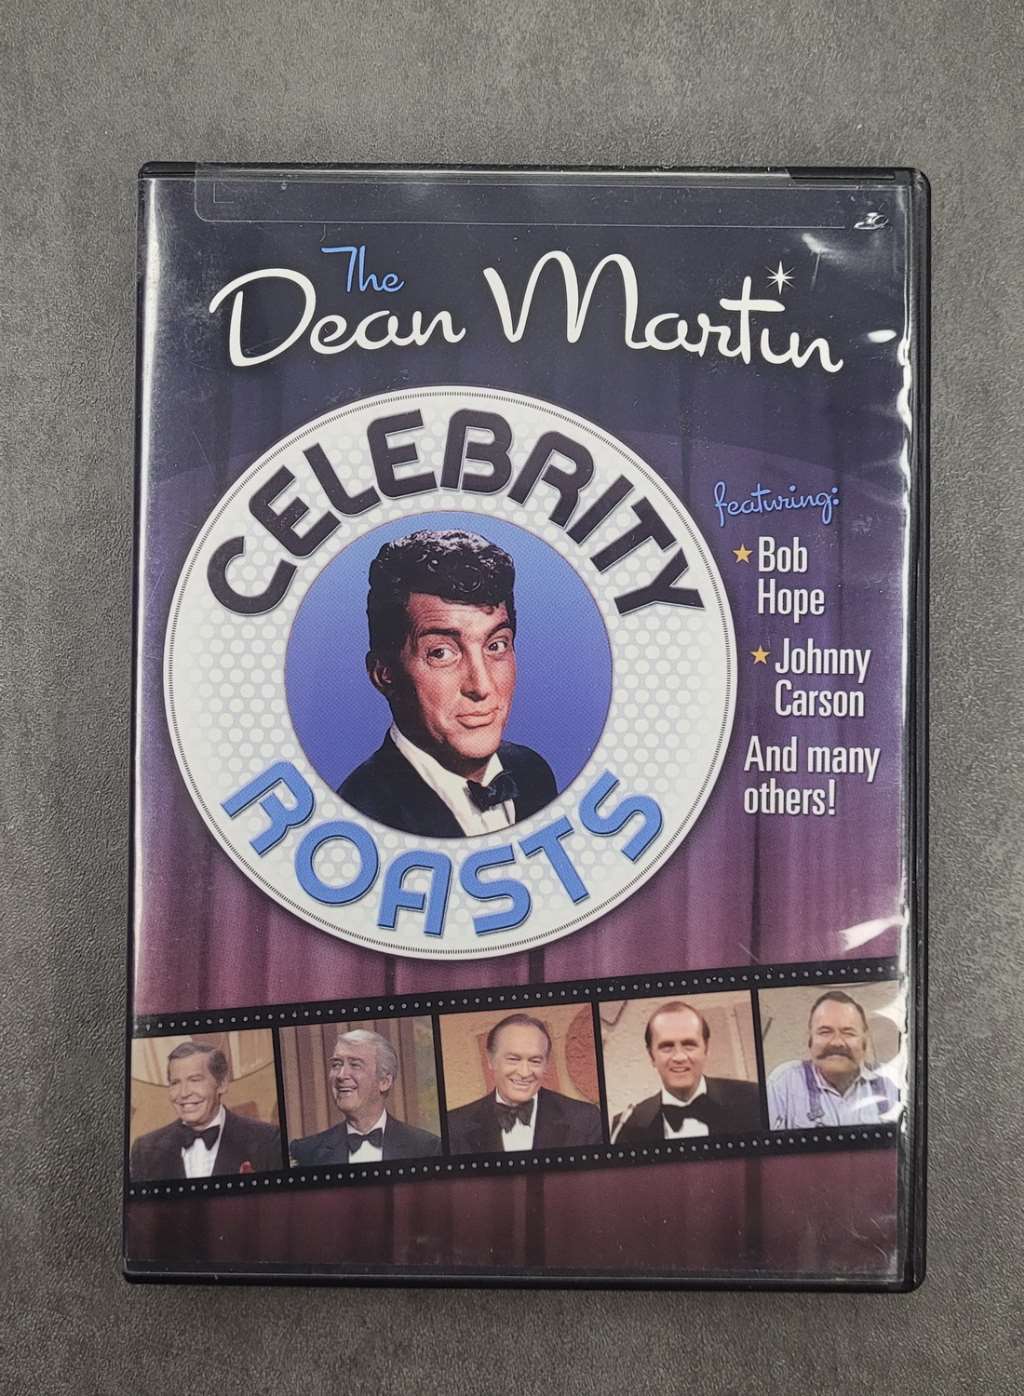 The
Dean Martin
CELEBRITY
ROASTS
featuring:
Bob
Hope
Johnny
Carson
And many
others!